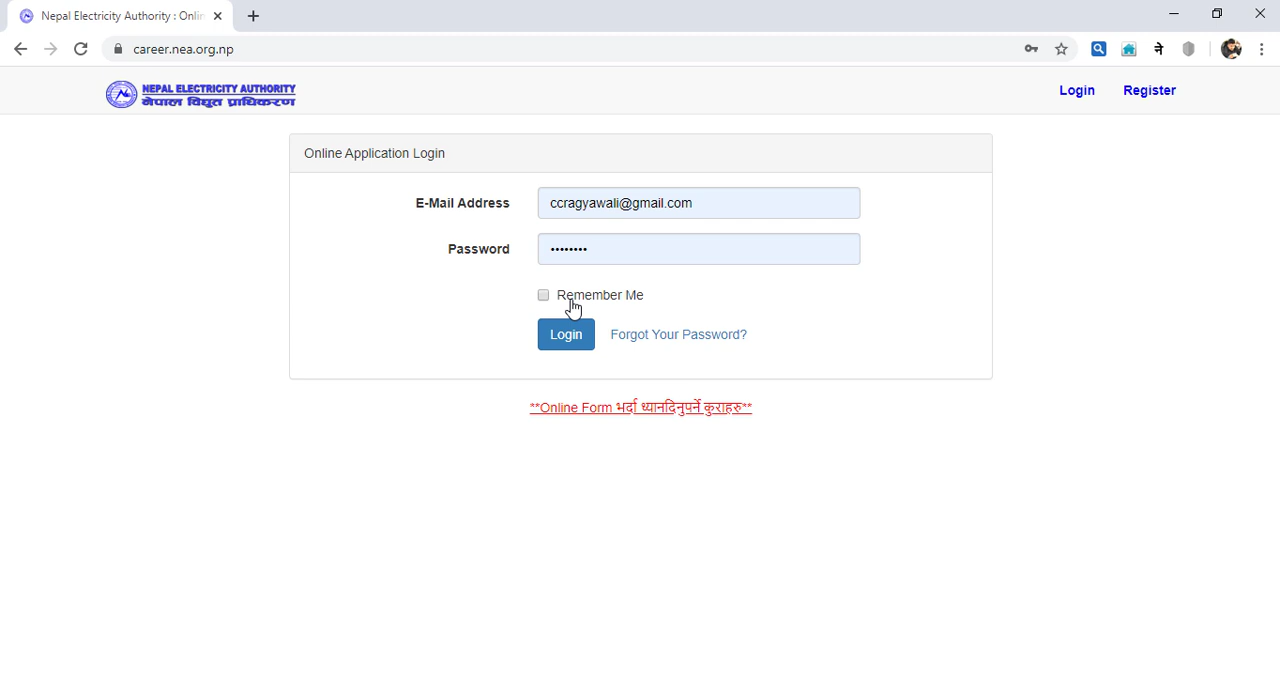 Nepal Electricity Authority : Onlin
career.nea.org.np
ने
NEPAL ELECTRICITY AUTHORITY
नेपाल विद्युत प्राधिकरण
Login
Register
Online Application Login
E-Mail Address
ccragyawali@gmail.com
Password
••••••••
Remember Me
Login
Forgot Your Password?
**Online Form भर्दा ध्यानदिनुपर्ने कुराहरु**